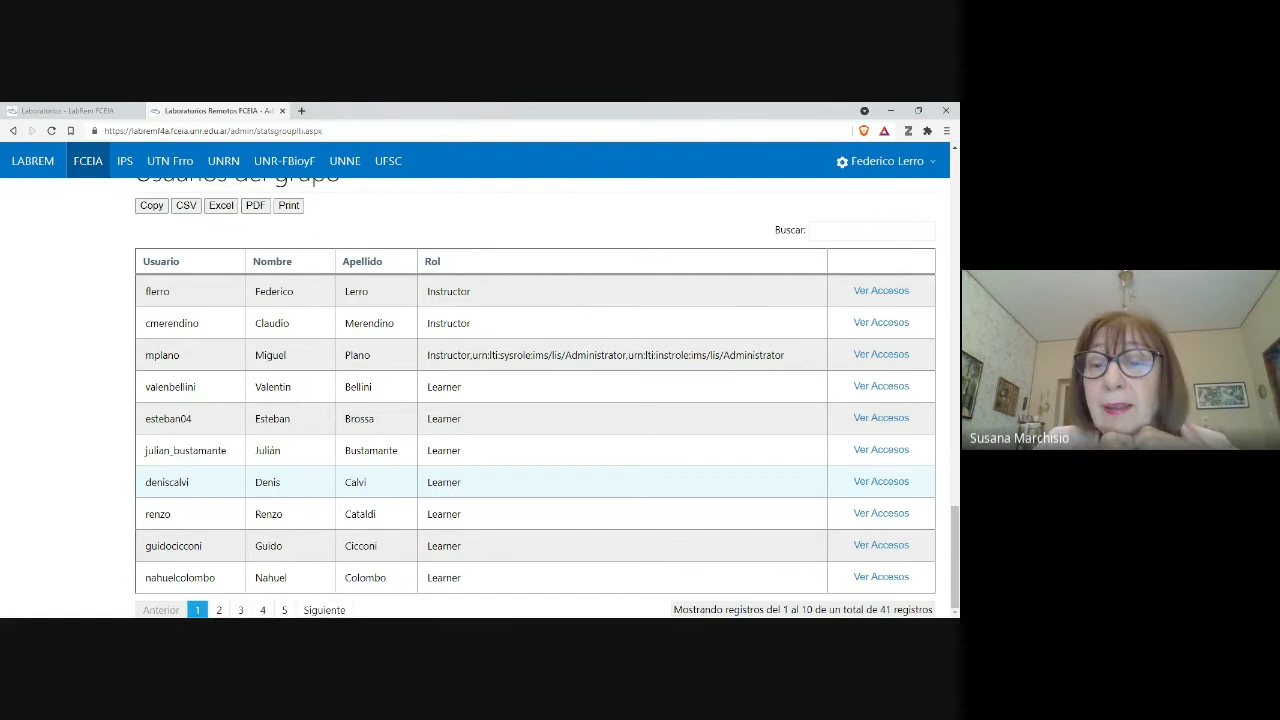 Laboratorios - LabRem FCEIA
Laboratorios Remotos FCEIA - Ad
https://labremf4a.fceia.unr.edu.ar/admin/statsgrouplti.aspx
LABREM FCEIA IPS UTN Frro UNRN UNR-FBioyF UNNE UFSC Federico Lerro
Usuarios del grupo
Copy CSV Excel PDF Print
Buscar:
Usuario Nombre Apellido Rol
flerro Federico Lerro Instructor Ver Accesos
cmerendino Claudio Merendino Instructor Ver Accesos
mplano Miguel Plano Instructor,urn:lti:sysrole:ims/lis/Administrator,urn:lti:instrole:ims/lis/Administrator Ver Accesos
valenbellini Valentin Bellini Learner Ver Accesos
esteban04 Esteban Brossa Learner Ver Accesos
julian_bustamante Julián Bustamante Learner Ver Accesos
deniscalvi Denis Calvi Learner Ver Accesos
renzo Renzo Cataldi Learner Ver Accesos
guidocicconi Guido Cicconi Learner Ver Accesos
nahuelcolombo Nahuel Colombo Learner Ver Accesos
Anterior 1 2 3 4 5 Siguiente Mostrando registros del 1 al 10 de un total de 41 registros
Susana Marchisio